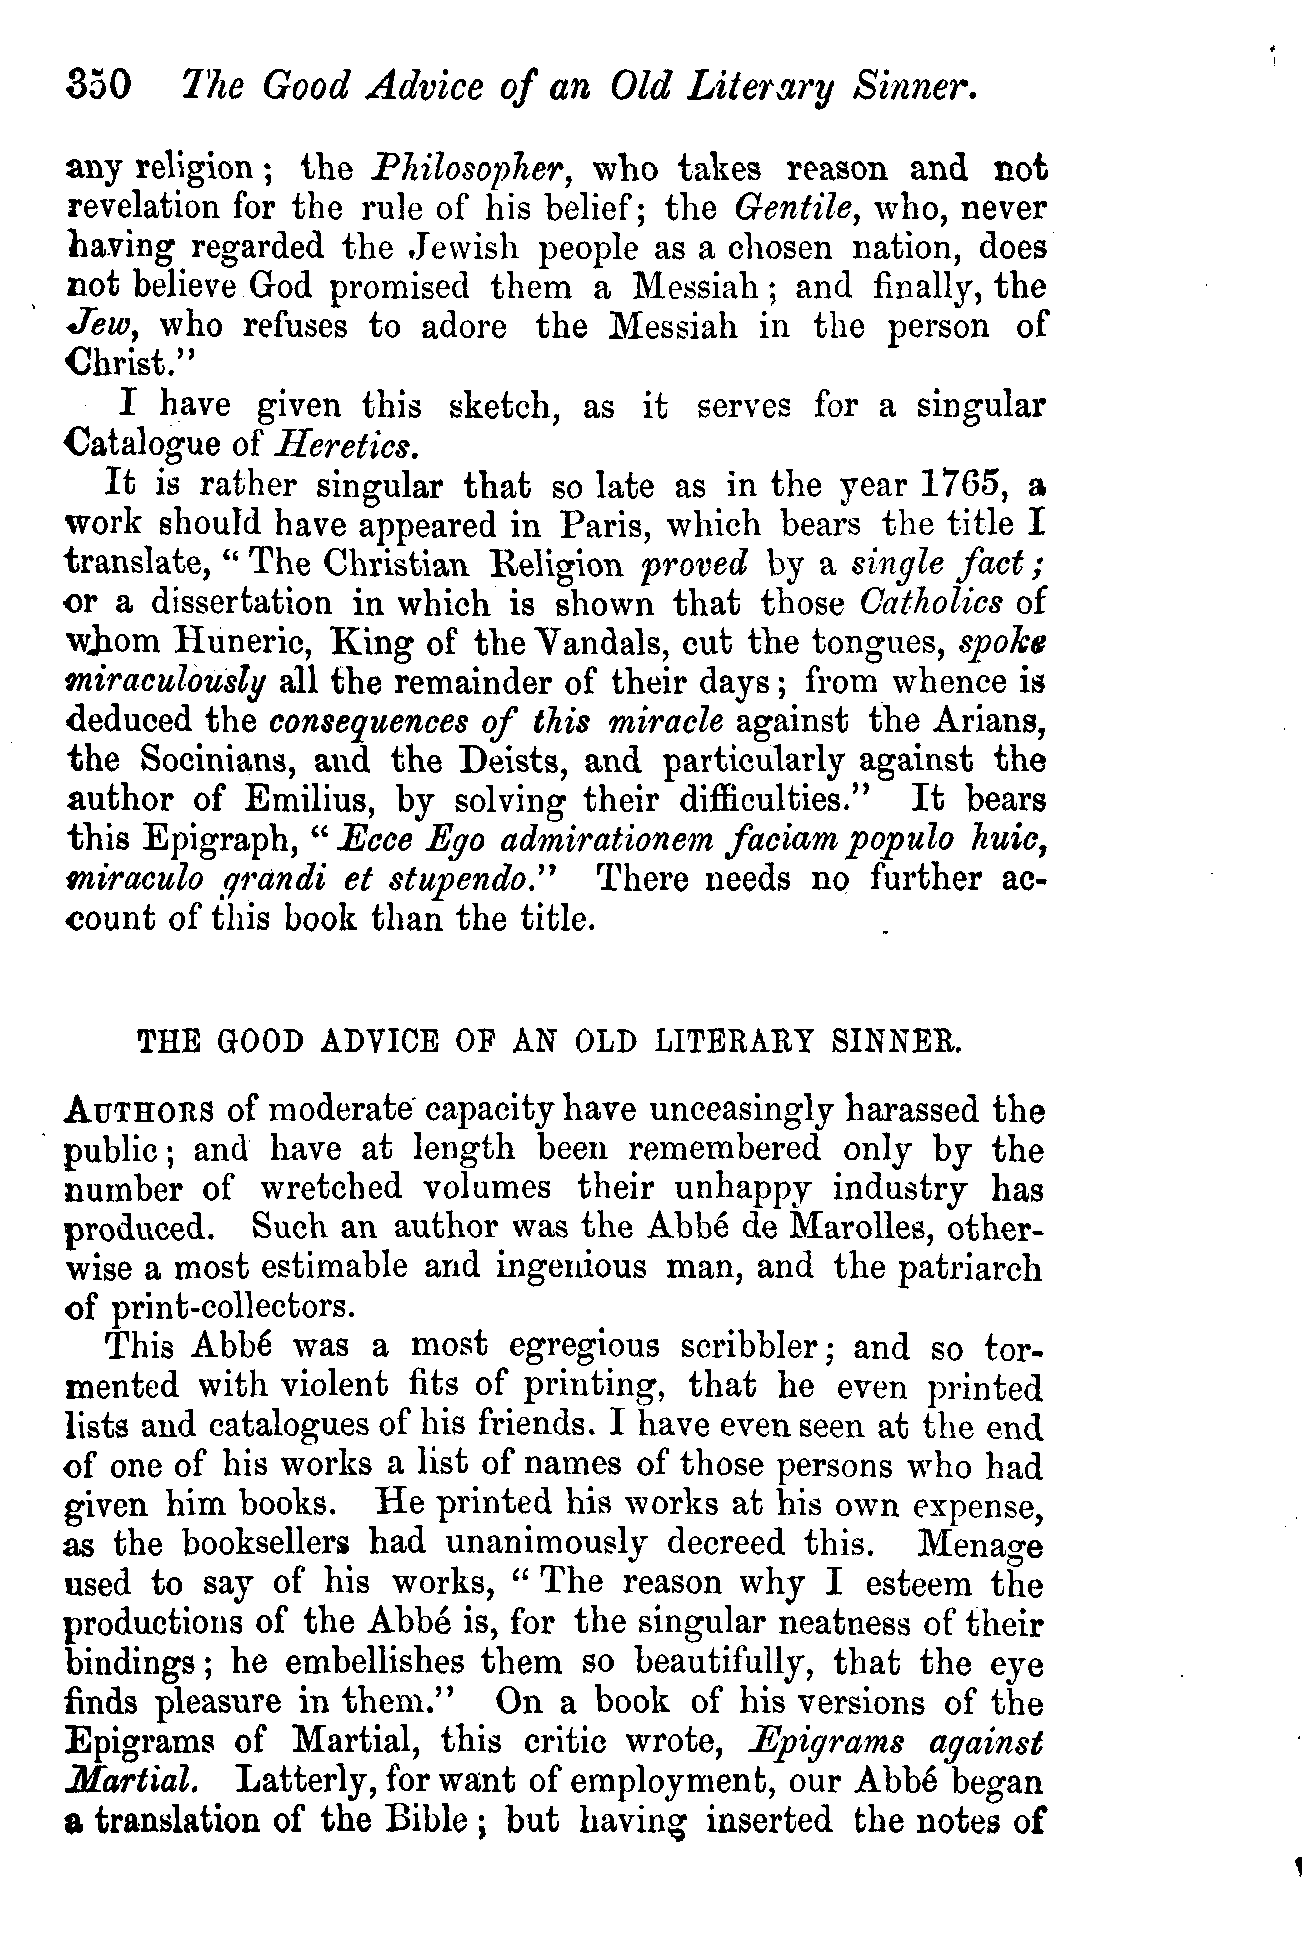 350 The Good Advice of an Old Literary Sinner.
any religion; the Philosopher, who takes reason and not
revelation for the rule of his belief; the Gentile, who, never
having regarded the Jewish people as a chosen nation, does
not believe God promised them a Messiah; and finally, the
Jew, who refuses to adore the Messiah in the person of
Christ."
I have given this sketch, as it serves for a singular
Catalogue of Heretics.
It is rather singular that so late as in the year 1765, a
work should have appeared in Paris, which bears the title I
translate, "The Christian Religion proved by a single fact;
or a dissertation in which is shown that those Catholics of
whom Huneric, King of the Vandals, cut the tongues, spoke
miraculously all the remainder of their days; from whence is
deduced the consequences of this miracle against the Arians,
the Socinians, and the Deists, and particularly against the
author of Emilius, by solving their difficulties." It bears
this Epigraph, "Ecce Ego admirationem faciam populo huic,
miraculo grandi et stupendo." There needs no further ac-
count of this book than the title.
THE GOOD ADVICE OF AN OLD LITERARY SINNER.
AUTHORS of moderate capacity have unceasingly harassed the
public; and have at length been remembered only by the
number of wretched volumes their unhappy industry has
produced. Such an author was the Abbé de Marolles, other-
wise a most estimable and ingenious man, and the patriarch
of print-collectors.
This Abbé was a most egregious scribbler; and so tor-
mented with violent fits of printing, that he even printed
lists and catalogues of his friends. I have even seen at the end
of one of his works a list of names of those persons who had
given him books. He printed his works at his own expense,
as the booksellers had unanimously decreed this. Menage
used to say of his works, "The reason why I esteem the
productions of the Abbé is, for the singular neatness of their
bindings; he embellishes them so beautifully, that the eye
finds pleasure in them." On a book of his versions of the
Epigrams of Martial, this critic wrote, Epigrams against
Martial. Latterly, for want of employment, our Abbé began
a translation of the Bible; but having inserted the notes of